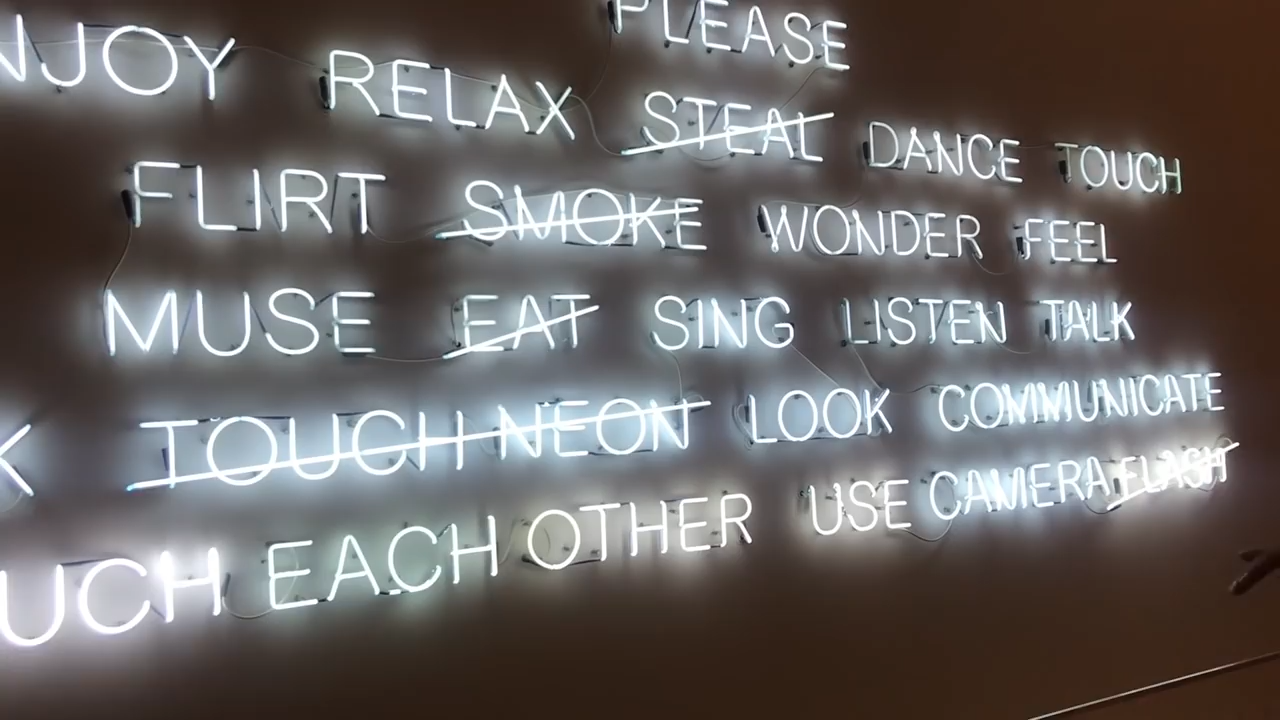 PLEASE
NJOY RELAX STEAL DANCE TOUCH
FLIRT SMOKE WONDER FEEL
MUSE EAT SING LISTEN TALK
K TOUCH NEON LOOK COMMUNICATE
UCH EACH OTHER USE CAMERA FLASH